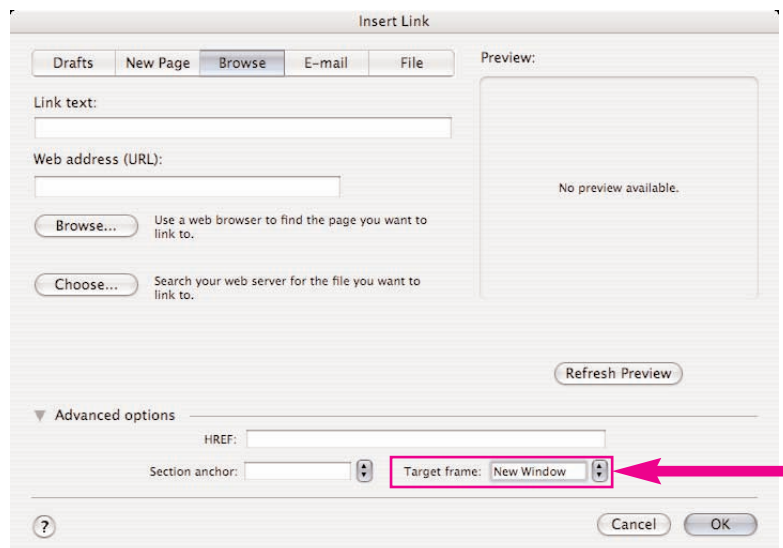 Insert Link
Drafts New Page Browse E-mail File
Preview:
Link text:
Web address (URL):
No preview available.
Browse... Use a web browser to find the page you want to
link to.
Choose... Search your web server for the file you want to
link to.
Refresh Preview
Advanced options
HREF:
Section anchor: Target frame: New Window
? Cancel OK